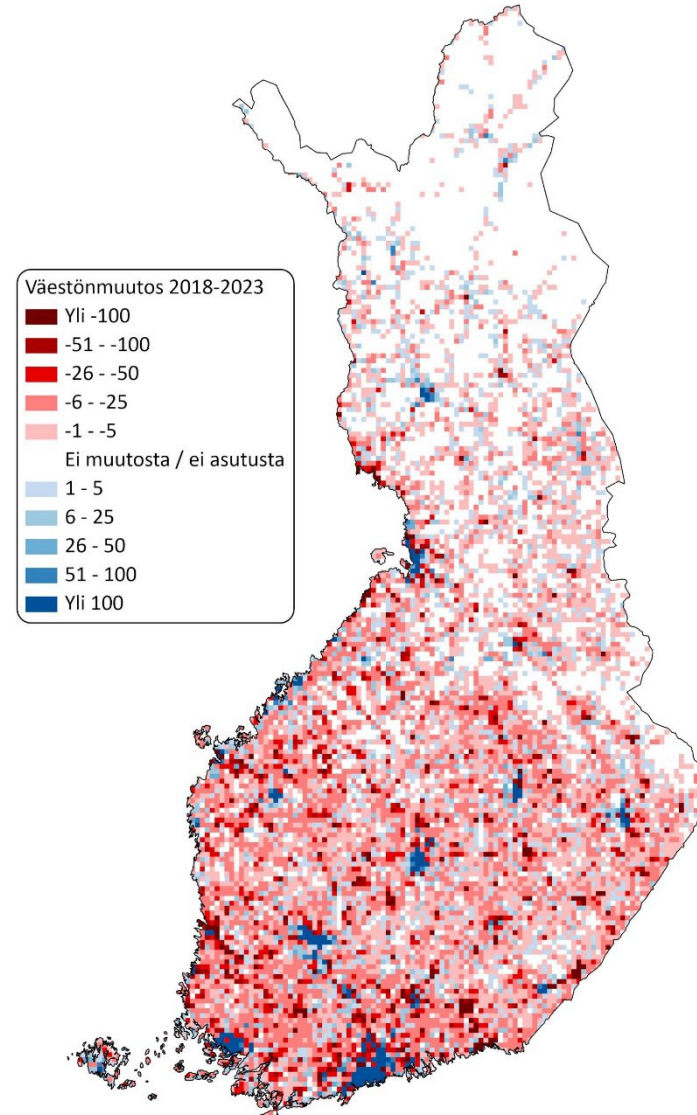 Väestönmuutos 2018-2023
Yli -100
-51 - -100
-26 - -50
-6 - -25
-1 - -5
Ei muutosta / ei asutusta
1 - 5
6 - 25
26 - 50
51 - 100
Yli 100